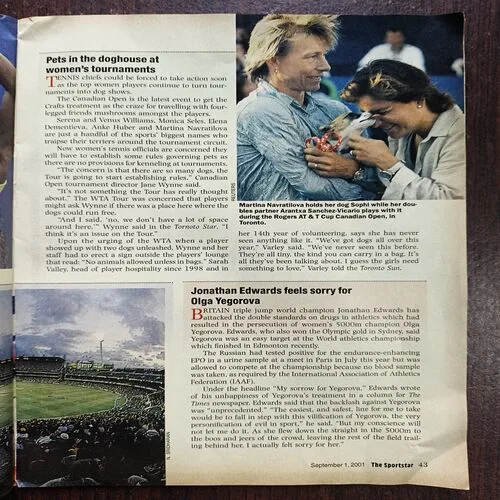 Pets in the doghouse at
women's tournaments
TENNIS chiefs could be forced to take action soon
as the top women players continue to turn tour-
naments into dog shows.
The Canadian Open is the latest event to get the
Crufts treatment as the craze for travelling with four-
legged friends mushrooms amongst the players.
Serena and Venus Williams, Monica Seles, Elena
Dementieva, Anke Huber and Martina Navratilova
are just a handful of the sports' biggest names who
traipse their terriers around the tournament circuit.
Now women's tennis officials are concerned they
will have to establish some rules governing pets as
there are no provisions for kenneling at tournaments.
"The concern is that there are so many dogs, the
Tour is going to start establishing rules," Canadian
Open tournament director Jane Wynne said.
"It's not something the Tour has really thought
about." The WTA Tour was concerned that players
might ask Wynne if there was a place here where the
dogs could run free.
"And I said, 'no, we don't have a lot of space
around here,'" Wynne said in the Tornoto Star. "I
think it's an issue on the Tour."
Upon the urging of the WTA when a player
showed up with two dogs unleashed, Wynne and her
staff had to erect a sign outside the players' lounge
that read: "No animals allowed unless in bags." Sarah
Valley, head of player hospitality since 1998 and in
REUTERS
Martina Navratilova holds her dog Sophi while her dou-
bles partner Arantxa Sanchez-Vicario plays with it
during the Rogers AT & T Cup Canadian Open, in
Toronto.
her 14th year of volunteering, says she has never
seen anything like it. "We've got dogs all over this
year," Varley said. "We've never seen this before.
They're all tiny, the kind you can carry in a bag. It's
all they've been talking about. I guess the girls need
something to love," Varley told the Toronto Sun.
Jonathan Edwards feels sorry for
Olga Yegorova
BRITAIN triple jump world champion Jonathan Edwards has
attacked the double standards on drugs in athletics which had
resulted in the persecution of women's 5000m champion Olga
Yegorova. Edwards, who also won the Olympic gold in Sydney, said
Yegorova was an easy target at the World athletics championship
which finished in Edmonton recently.
The Russian had tested positive for the endurance-enhancing
EPO in a urine sample at a meet in Paris in July this year but was
allowed to compete at the championship because no blood sample
was taken, as required by the International Association of Athletics
Federation (IAAF).
Under the headline "My sorrow for Yegorova," Edwards wrote
of his unhappiness of Yegorova's treatment in a column for The
Times newspaper. Edwards said that the backlash against Yegorova
was "unprecedented." "The easiest, and safest, line for me to take
would be to fall in step with this vilification of Yegorova, the very
personification of evil in sport," he said. "But my conscience will
not let me do it. As she flew down the straight in the 5000m to
the boos and jeers of the crowd, leaving the rest of the field trail-
ing behind her, I actually felt sorry for her."
September 1, 2001 The Sportstar 43